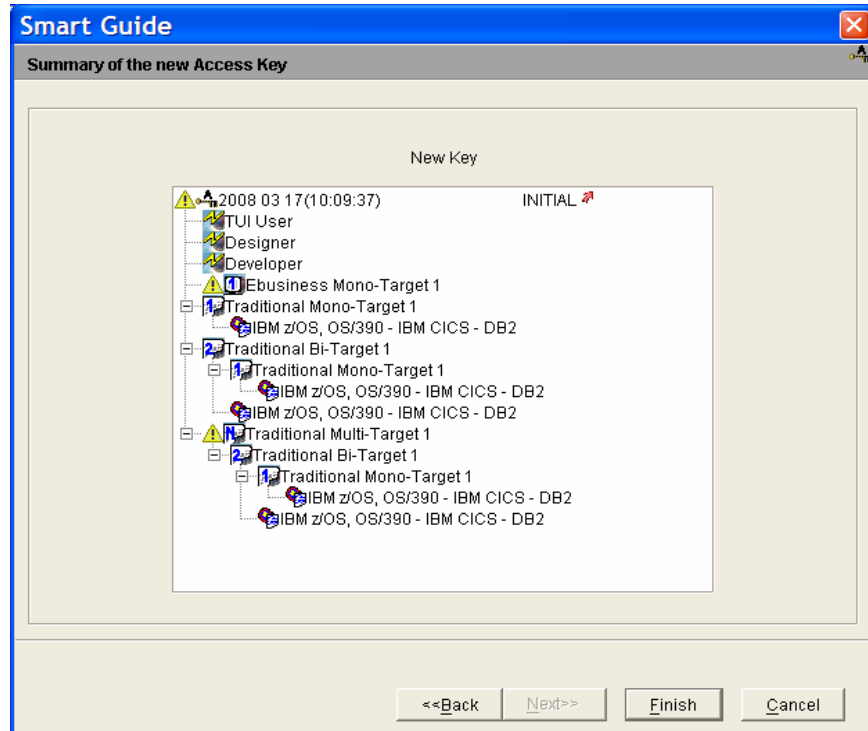 Smart Guide
Summary of the new Access Key
New Key
2008 03 17(10:09:37) INITIAL
TUI User
Designer
Developer
1 Ebusiness Mono-Target 1
1 Traditional Mono-Target 1
IBM z/OS, OS/390 - IBM CICS - DB2
2 Traditional Bi-Target 1
1 Traditional Mono-Target 1
IBM z/OS, OS/390 - IBM CICS - DB2
IBM z/OS, OS/390 - IBM CICS - DB2
N Traditional Multi-Target 1
2 Traditional Bi-Target 1
1 Traditional Mono-Target 1
IBM z/OS, OS/390 - IBM CICS - DB2
IBM z/OS, OS/390 - IBM CICS - DB2
<<Back Next>> Finish Cancel